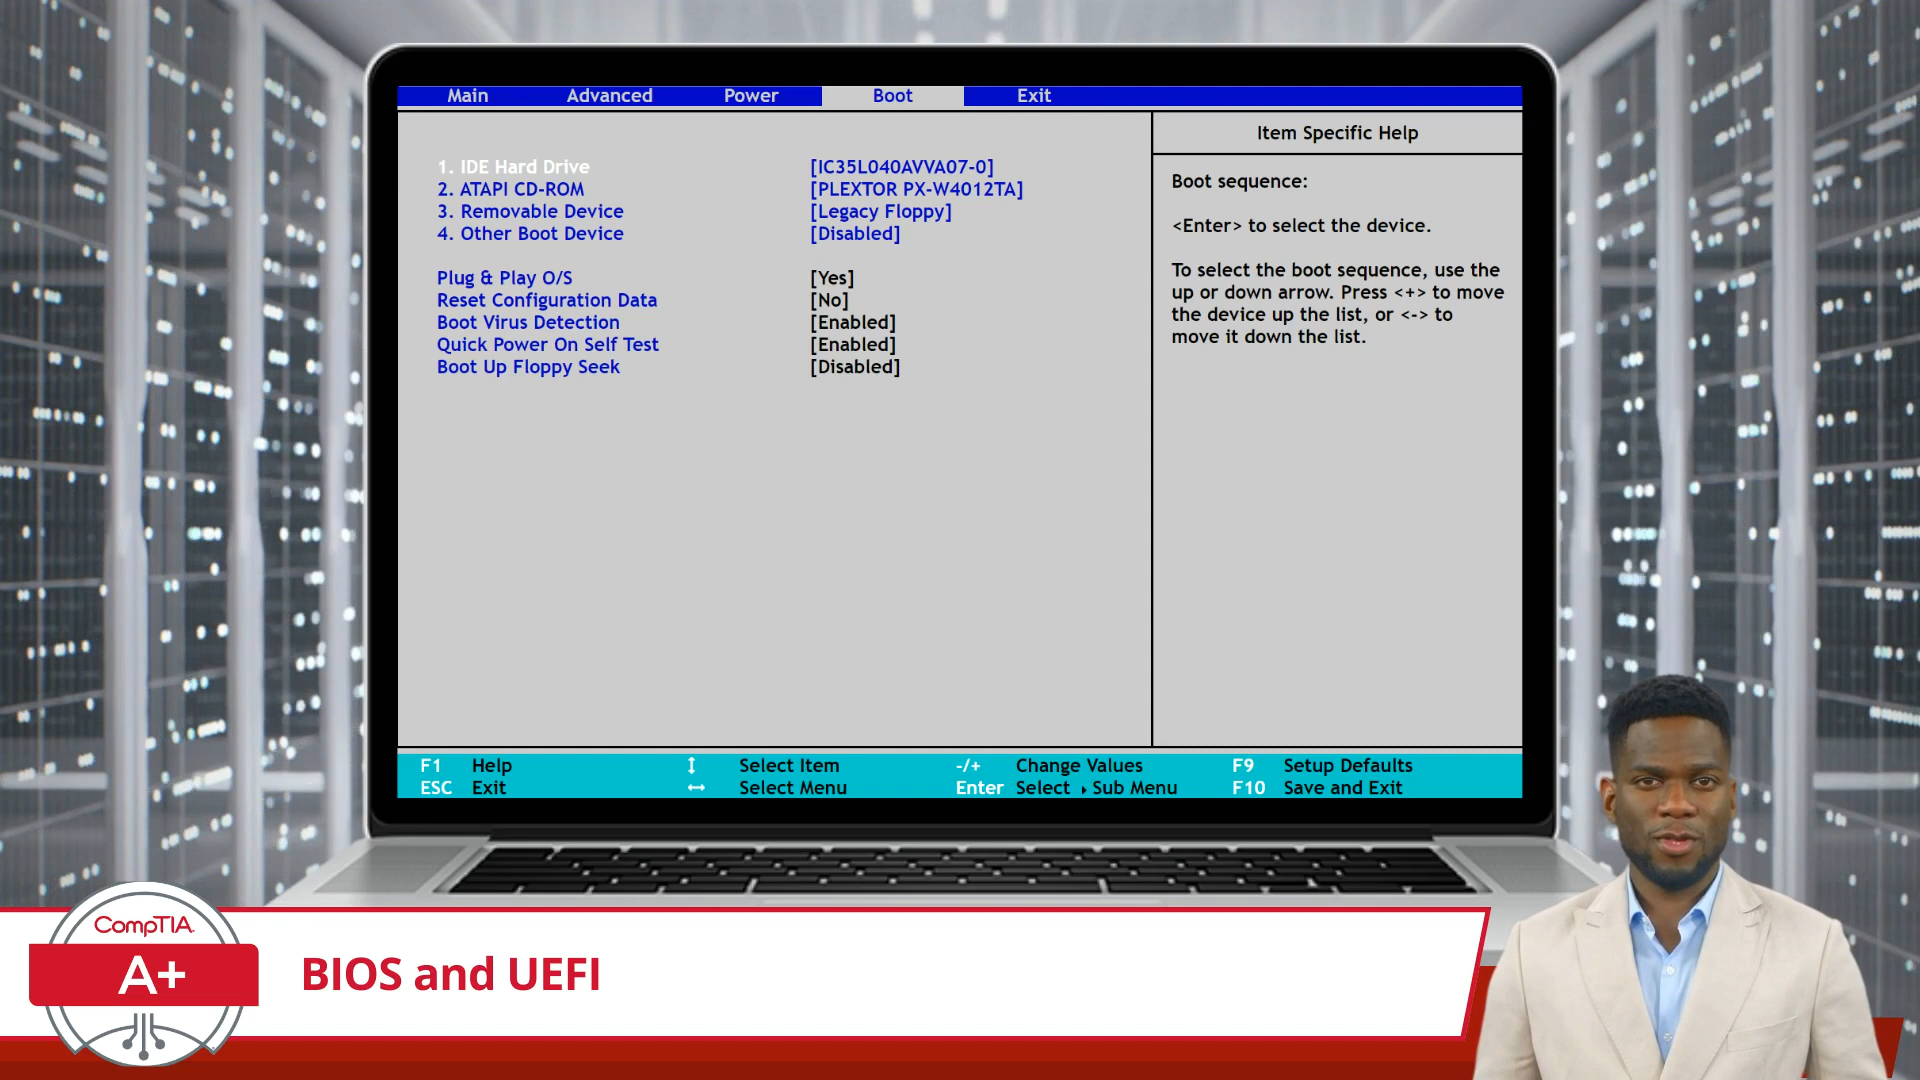 Main Advanced Power Boot Exit
Item Specific Help
1. IDE Hard Drive [IC35L040AVVA07-0]
2. ATAPI CD-ROM [PLEXTOR PX-W4012TA]
3. Removable Device [Legacy Floppy]
4. Other Boot Device [Disabled]
Plug & Play O/S [Yes]
Reset Configuration Data [No]
Boot Virus Detection [Enabled]
Quick Power On Self Test [Enabled]
Boot Up Floppy Seek [Disabled]
Boot sequence:
<Enter> to select the device.
To select the boot sequence, use the
up or down arrow. Press <+> to move
the device up the list, or <-> to
move it down the list.
F1 Help ↕ Select Item -/+ Change Values F9 Setup Defaults
ESC Exit ↔ Select Menu Enter Select ▸ Sub Menu F10 Save and Exit
CompTIA.
A+
BIOS and UEFI